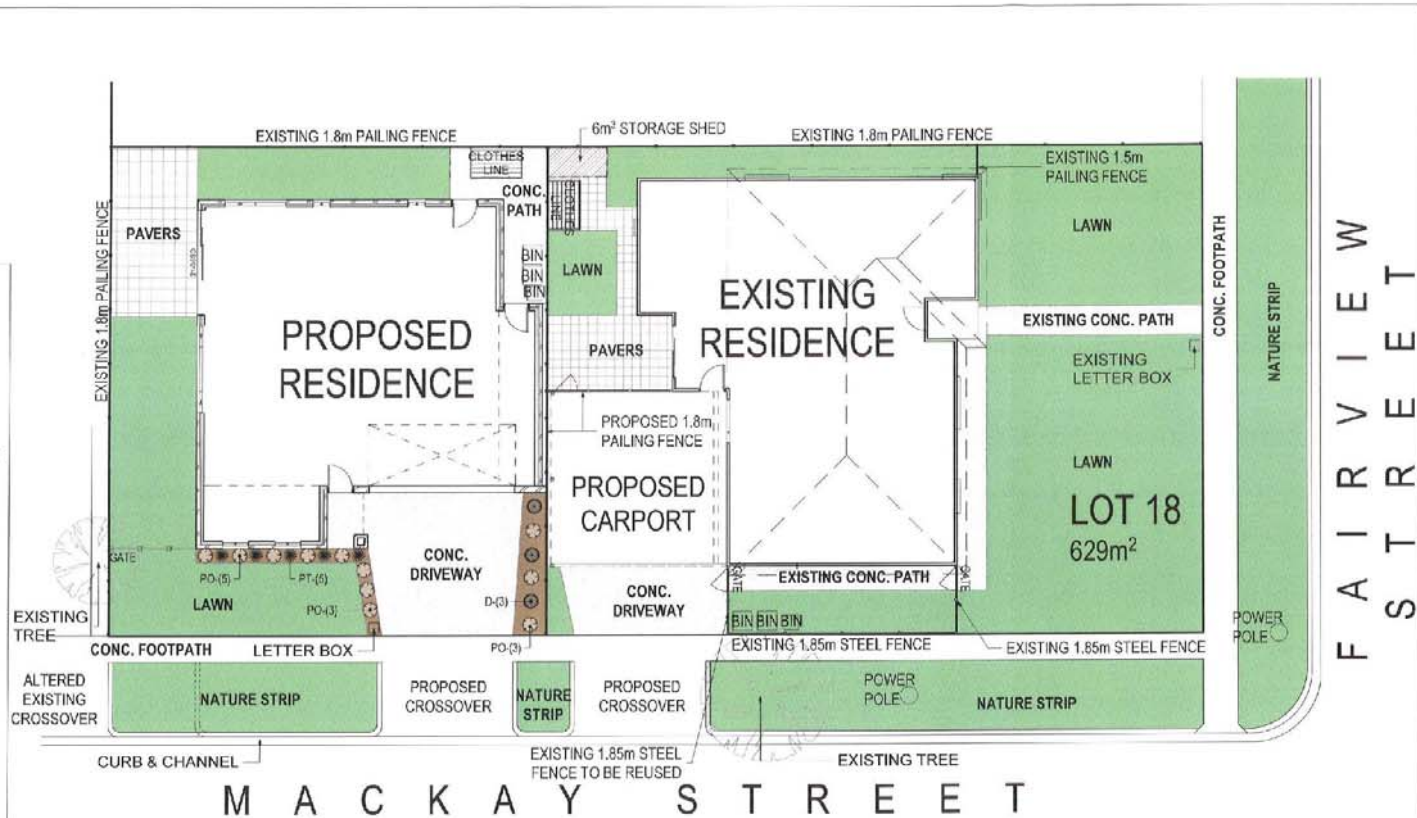 EXISTING 1.8m PAILING FENCE
6m² STORAGE SHED
EXISTING 1.8m PAILING FENCE
CLOTHES
LINE
EXISTING 1.5m
PAILING FENCE
CONC.
PATH
CLOTHES
LINE
EXISTING 1.8m PAILING FENCE
PAVERS
LAWN
BIN
BIN
BIN
LAWN
PROPOSED
RESIDENCE
EXISTING
RESIDENCE
EXISTING CONC. PATH
CONC. FOOTPATH
NATURE STRIP
FAIRVIEW
STREET
PAVERS
EXISTING
LETTER BOX
PROPOSED 1.8m
PAILING FENCE
LAWN
PROPOSED
CARPORT
LOT 18
629m²
GATE
CONC.
DRIVEWAY
PO-(5)
PT-(5)
LAWN
PO-(3)
D-(3)
CONC.
DRIVEWAY
GATE
EXISTING CONC. PATH
GATE
BIN BIN BIN
EXISTING
TREE
CONC. FOOTPATH
LETTER BOX
PO-(3)
EXISTING 1.85m STEEL FENCE
EXISTING 1.85m STEEL FENCE
POWER
POLE
ALTERED
EXISTING
CROSSOVER
NATURE STRIP
PROPOSED
CROSSOVER
NATURE
STRIP
PROPOSED
CROSSOVER
POWER
POLE
NATURE STRIP
CURB & CHANNEL
EXISTING 1.85m STEEL
FENCE TO BE REUSED
EXISTING TREE
MACKAY STREET